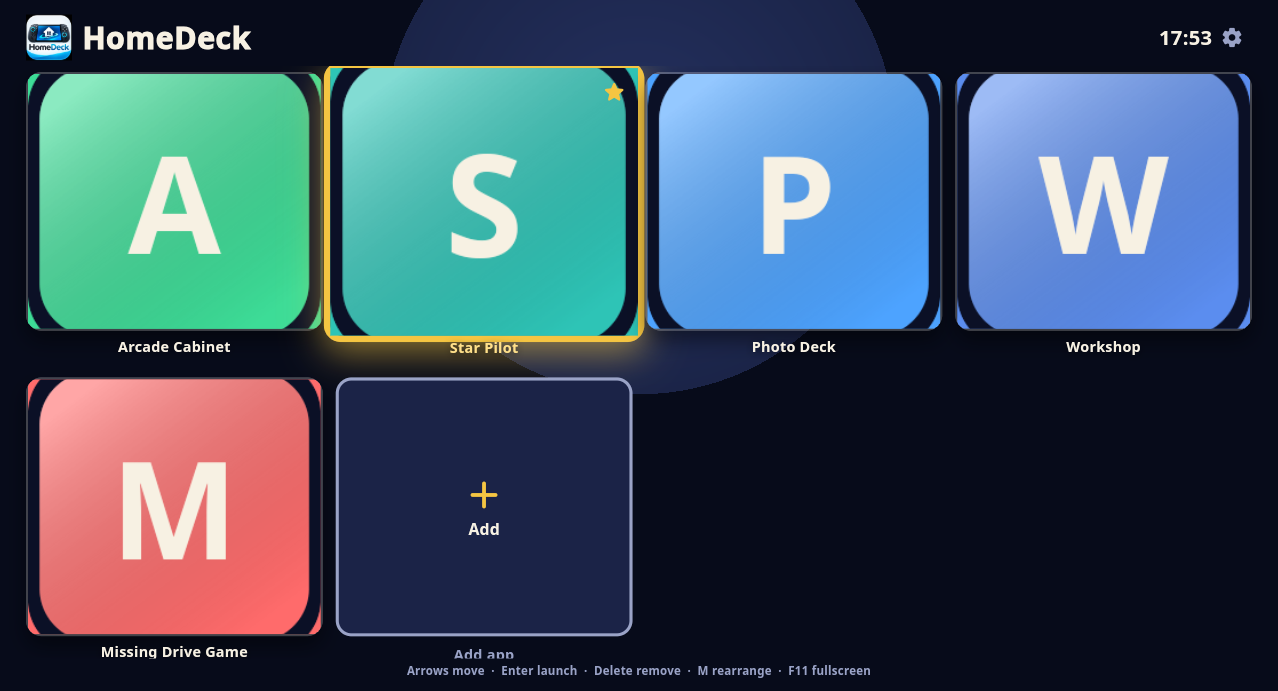 HomeDeck
HomeDeck
17:53
A
S
P
W
Arcade Cabinet
Star Pilot
Photo Deck
Workshop
M
Add
Missing Drive Game
Add app
Arrows move · Enter launch · Delete remove · M rearrange · F11 fullscreen